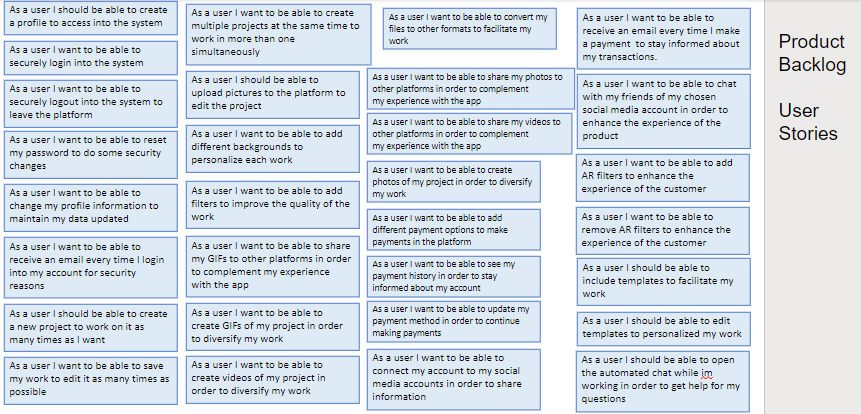 As a user I should be able to create
a profile to access into the system
As a user I want to be able to
securely login into the system
As a user I want to be able to
securely logout into the system to
leave the platform
As a user I want to be able to reset
my password to do some security
changes
As a user I want to be able to
change my profile information to
maintain my data updated
As a user I want to be able to
receive an email every time I login
into my account for security
reasons
As a user I should be able to create
a new project to work on it as
many times as I want
As a user I want to be able to save
my work to edit it as many times as
possible
As a user I want to be able to create
multiple projects at the same time to
work in more than one
simultaneously
As a user I should be able to
upload pictures to the platform to
edit the project
As a user I want to be able to add
different backgrounds to
personalize each work
As a user I want to be able to add
filters to improve the quality of the
work
As a user I want to be able to share
my GIFs to other platforms in order
to complement my experience
with the app
As a user I want to be able to
create GIFs of my project in order
to diversify my work
As a user I want to be able to
create videos of my project in
order to diversify my work
As a user I want to be able to convert my
files to other formats to facilitate my
work
As a user I want to be able to share my photos to
other platforms in order to complement
my experience with the app
As a user I want to be able to share my videos to
other platforms in order to complement
my experience with the app
As a user I want to be able to create
photos of my project in order to diversify
my work
As a user I want to be able to add
different payment options to make
payments in the platform
As a user I want to be able to see my
payment history in order to stay
informed about my account
As a user I want to be able to update my
payment method in order to continue
making payments
As a user I want to be able to
connect my account to my social
media accounts in order to share
information
As a user I want to be able to
receive an email every time I make
a payment to stay informed about
my transactions.
As a user I want to be able to chat
with my friends of my chosen
social media account in order to
enhance the experience of the
product
As a user I want to be able to add
AR filters to enhance the
experience of the customer
As a user I want to be able to
remove AR filters to enhance the
experience of the customer
As a user I should be able to
include templates to facilitate my
work
As a user I should be able to edit
templates to personalized my work
As a user I should be able to open
the automated chat while im
working in order to get help for my
questions
Product
Backlog
User
Stories